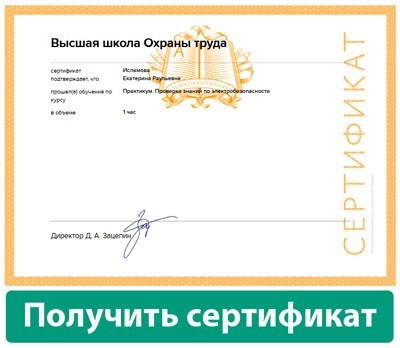 Высшая школа Охраны труда
сертификат
подтверждает, что
Исламова
Екатерина Раульевна
прошел(а) обучение по
курсу
Практикум. Проверка знаний по электробезопасности
в объеме
1 час
Директор Д. А. Зацепин
СЕРТИФИКАТ
Получить сертификат